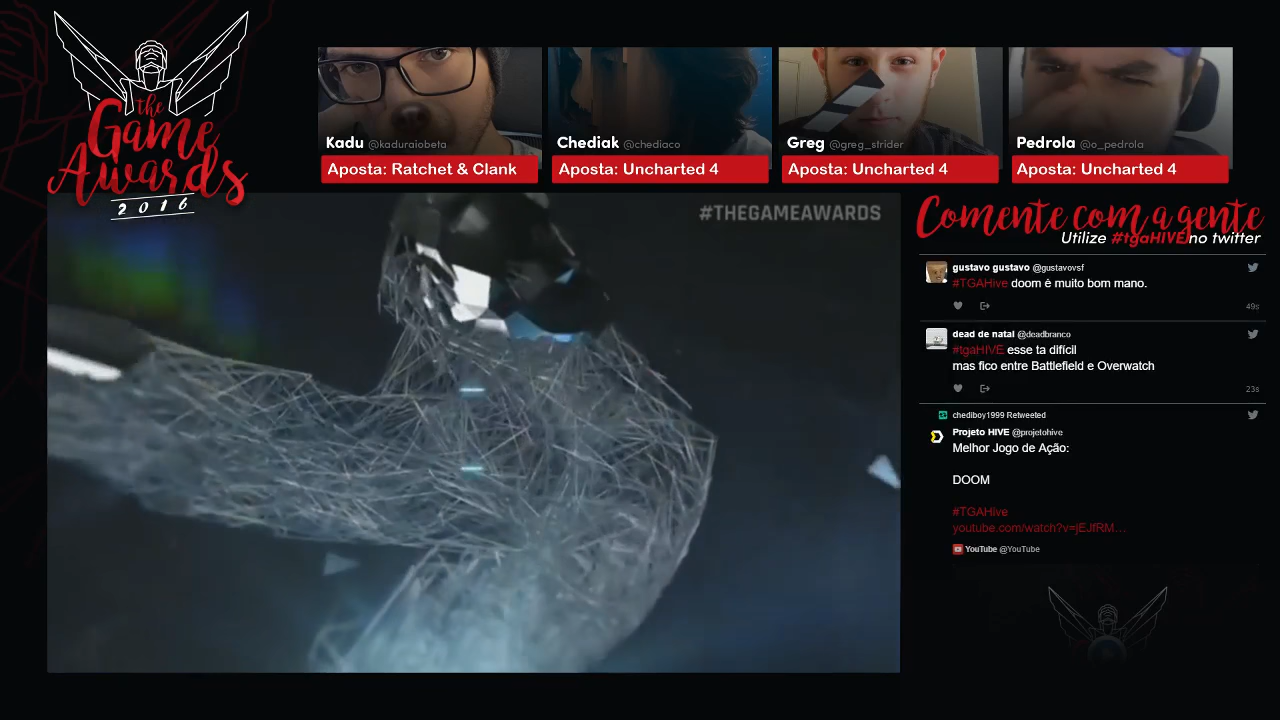 the
Game
Awards
2016
Kadu @kaduraiobeta
Aposta: Ratchet & Clank
Chediak @chediaco
Aposta: Uncharted 4
Greg @greg_strider
Aposta: Uncharted 4
Pedrola @o_pedrola
Aposta: Uncharted 4
#THEGAMEAWARDS
Comente com a gente
Utilize #tgaHIVE no twitter
gustavo gustavo @gustavovsf
#TGAHive doom é muito bom mano.
49s
dead de natal @deadbranco
#tgaHIVE esse ta difícil
mas fico entre Battlefield e Overwatch
23s
chediboy1999 Retweeted
Projeto HIVE @projetohive
Melhor Jogo de Ação:
DOOM
#TGAHive
youtube.com/watch?v=jEJfRM…
YouTube @YouTube